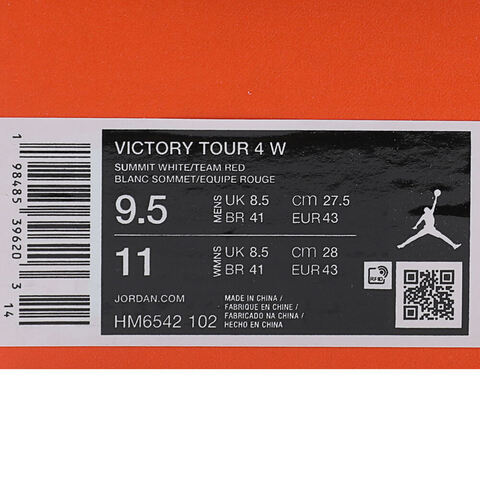 1 98485 39620 3 14
VICTORY TOUR 4 W
SUMMIT WHITE/TEAM RED
BLANC SOMMET/EQUIPE ROUGE
9.5 MENS UK 8.5 CM 27.5
BR 41 EUR 43
11 WMNS UK 8.5 CM 28
BR 41 EUR 43
JORDAN.COM
HM6542 102
MADE IN CHINA /
FABRIQUE EN CHINE /
FABRICADO NA CHINA /
HECHO EN CHINA
RFID